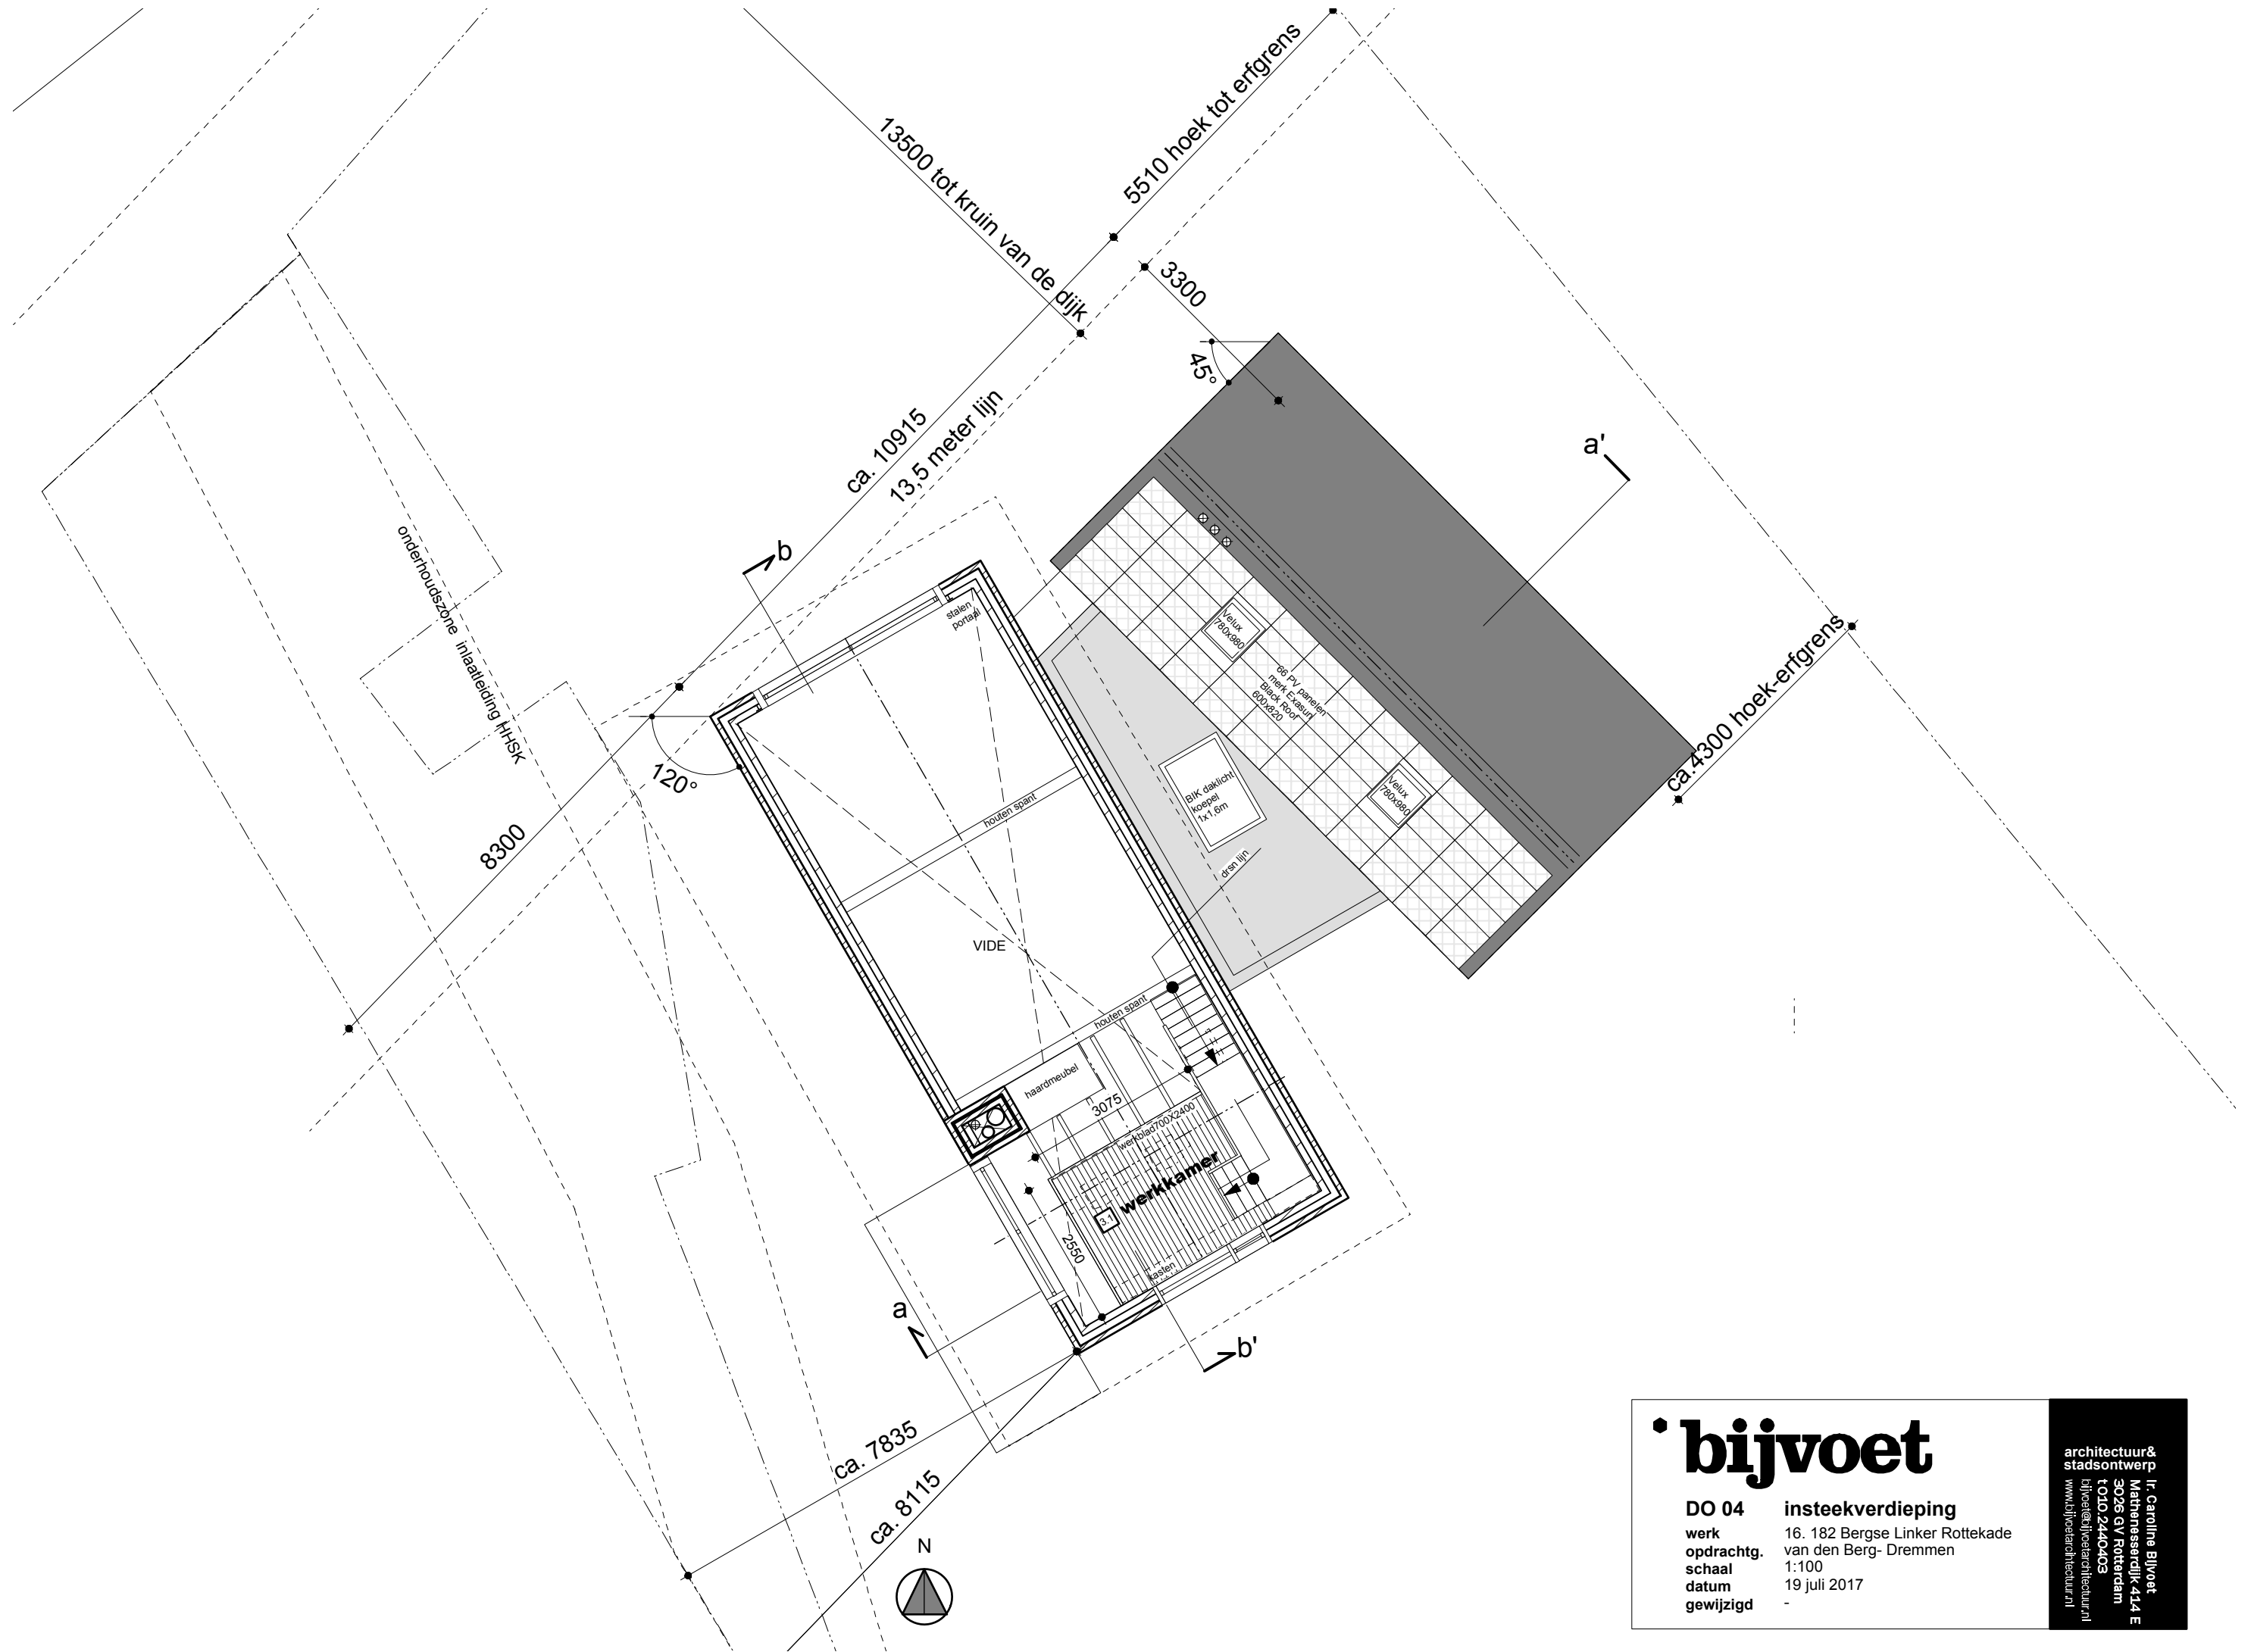 5510 hoek tot erfgrens
13500 tot kruin van de dijk
3300
45°
ca. 10915
13,5 meter lijn
a'
b
onderhoudszone inlaatleiding HHSK
stalen
portaal
Velux
780x980
66 PV panelen
merk Exasun
Black Roof
600x820
ca.4300 hoek-erfgrens
120°
BIK daklicht
koepel
1x1,6m
Velux
780x980
houten spant
8300
drsn lijn
VIDE
houten spant
haardmeubel
3075
werkblad700X2400
werkkamer
3.1
2550
kasten
a
b'
ca. 7835
ca. 8115
N
bijvoet
DO 04 insteekverdieping
werk 16. 182 Bergse Linker Rottekade
opdrachtg. van den Berg- Dremmen
schaal 1:100
datum 19 juli 2017
gewijzigd -
architectuur&
stadsontwerp
Ir. Caroline Bijvoet
Mathenesserdijk 414 E
3026 GV Rotterdam
t 010.2440403
bijvoet@bijvoetarchitectuur.nl
www.bijvoetarchitectuur.nl